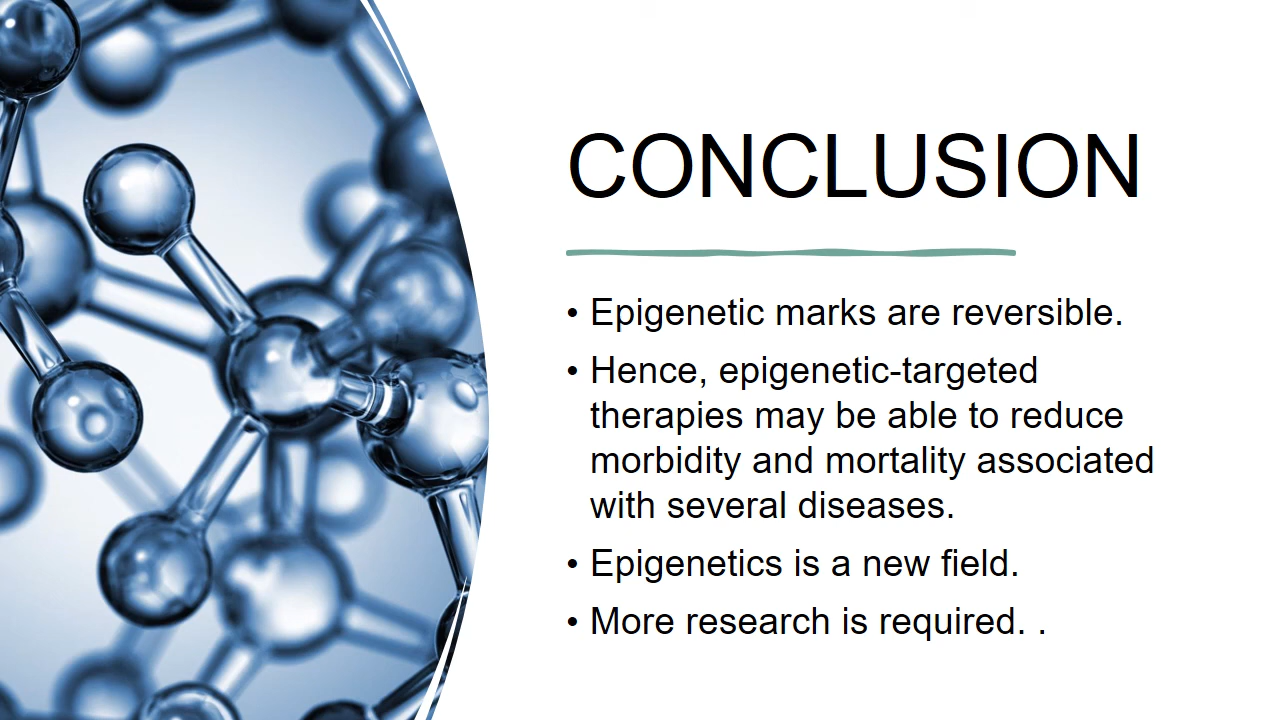 CONCLUSION
• Epigenetic marks are reversible.
• Hence, epigenetic-targeted
therapies may be able to reduce
morbidity and mortality associated
with several diseases.
• Epigenetics is a new field.
• More research is required. .